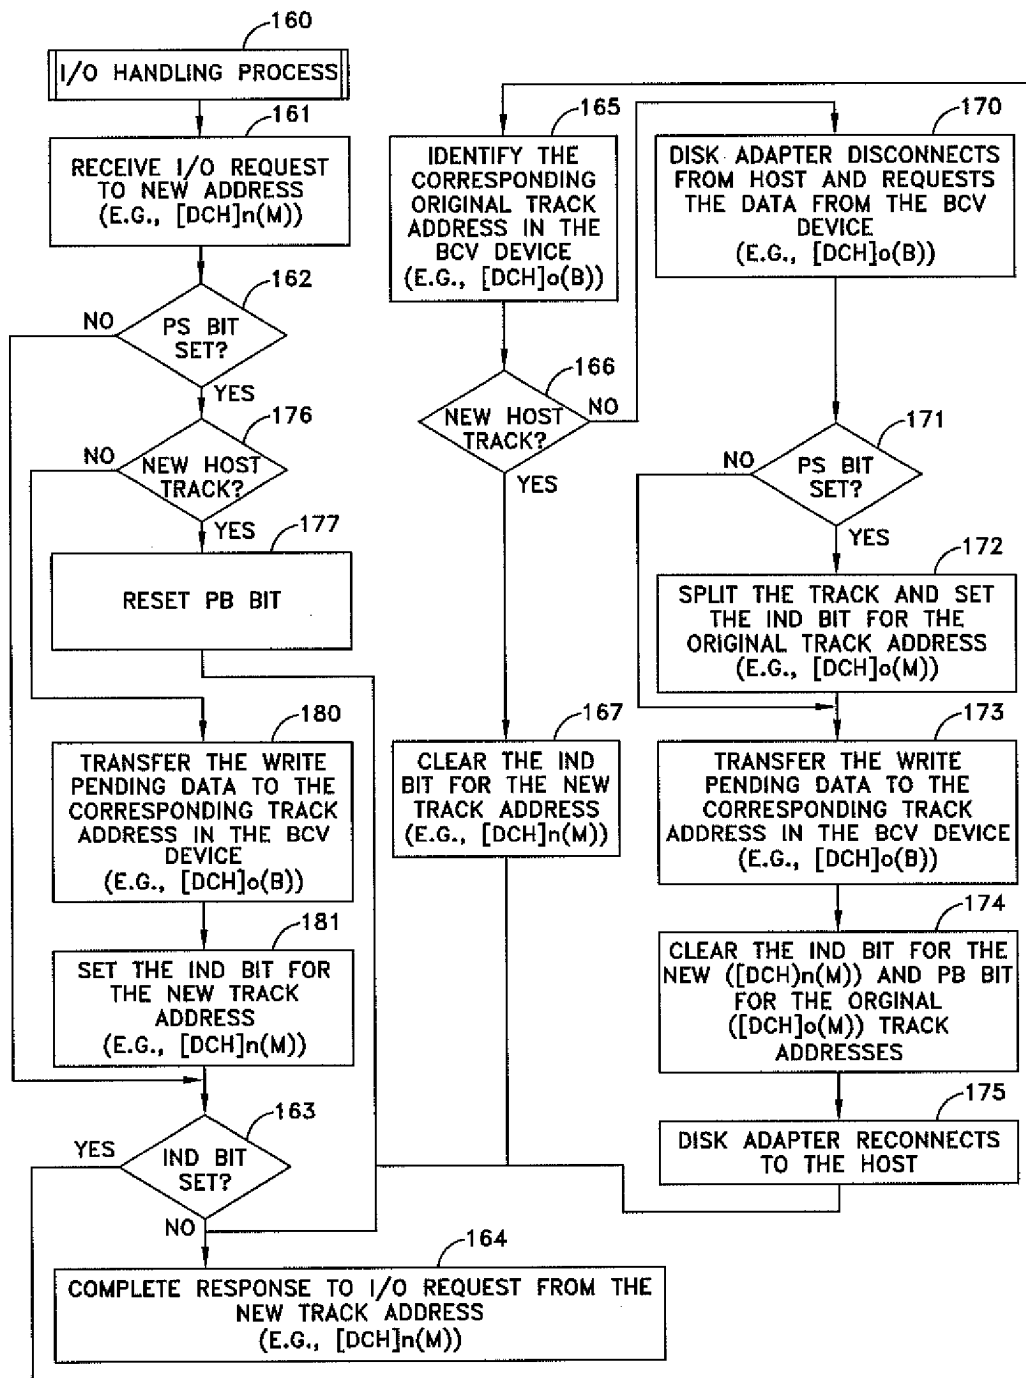 160
I/O HANDLING PROCESS
161
RECEIVE I/O REQUEST
TO NEW ADDRESS
(E.G., [DCH]n(M))
162
PS BIT
SET?
NO
YES
176
NEW HOST
TRACK?
NO
YES
177
RESET PB BIT
180
TRANSFER THE WRITE
PENDING DATA TO THE
CORRESPONDING TRACK
ADDRESS IN THE BCV
DEVICE
(E.G., [DCH]o(B))
181
SET THE IND BIT FOR
THE NEW TRACK
ADDRESS
(E.G., [DCH]n(M))
163
IND BIT
SET?
YES
NO
164
COMPLETE RESPONSE TO I/O REQUEST FROM THE
NEW TRACK ADDRESS
(E.G., [DCH]n(M))
165
IDENTIFY THE
CORRESPONDING
ORIGINAL TRACK
ADDRESS IN THE
BCV DEVICE
(E.G., [DCH]o(B))
166
NEW HOST
TRACK?
NO
YES
167
CLEAR THE IND
BIT FOR THE NEW
TRACK ADDRESS
(E.G., [DCH]n(M))
170
DISK ADAPTER DISCONNECTS
FROM HOST AND REQUESTS
THE DATA FROM THE BCV
DEVICE
(E.G., [DCH]o(B))
171
PS BIT
SET?
NO
YES
172
SPLIT THE TRACK AND SET
THE IND BIT FOR THE
ORIGINAL TRACK ADDRESS
(E.G., [DCH]o(M))
173
TRANSFER THE WRITE
PENDING DATA TO THE
CORRESPONDING TRACK
ADDRESS IN THE BCV DEVICE
(E.G., [DCH]o(B))
174
CLEAR THE IND BIT FOR THE
NEW ([DCH)n(M)) AND PB BIT
FOR THE ORGINAL
([DCH]o(M)) TRACK
ADDRESSES
175
DISK ADAPTER RECONNECTS
TO THE HOST